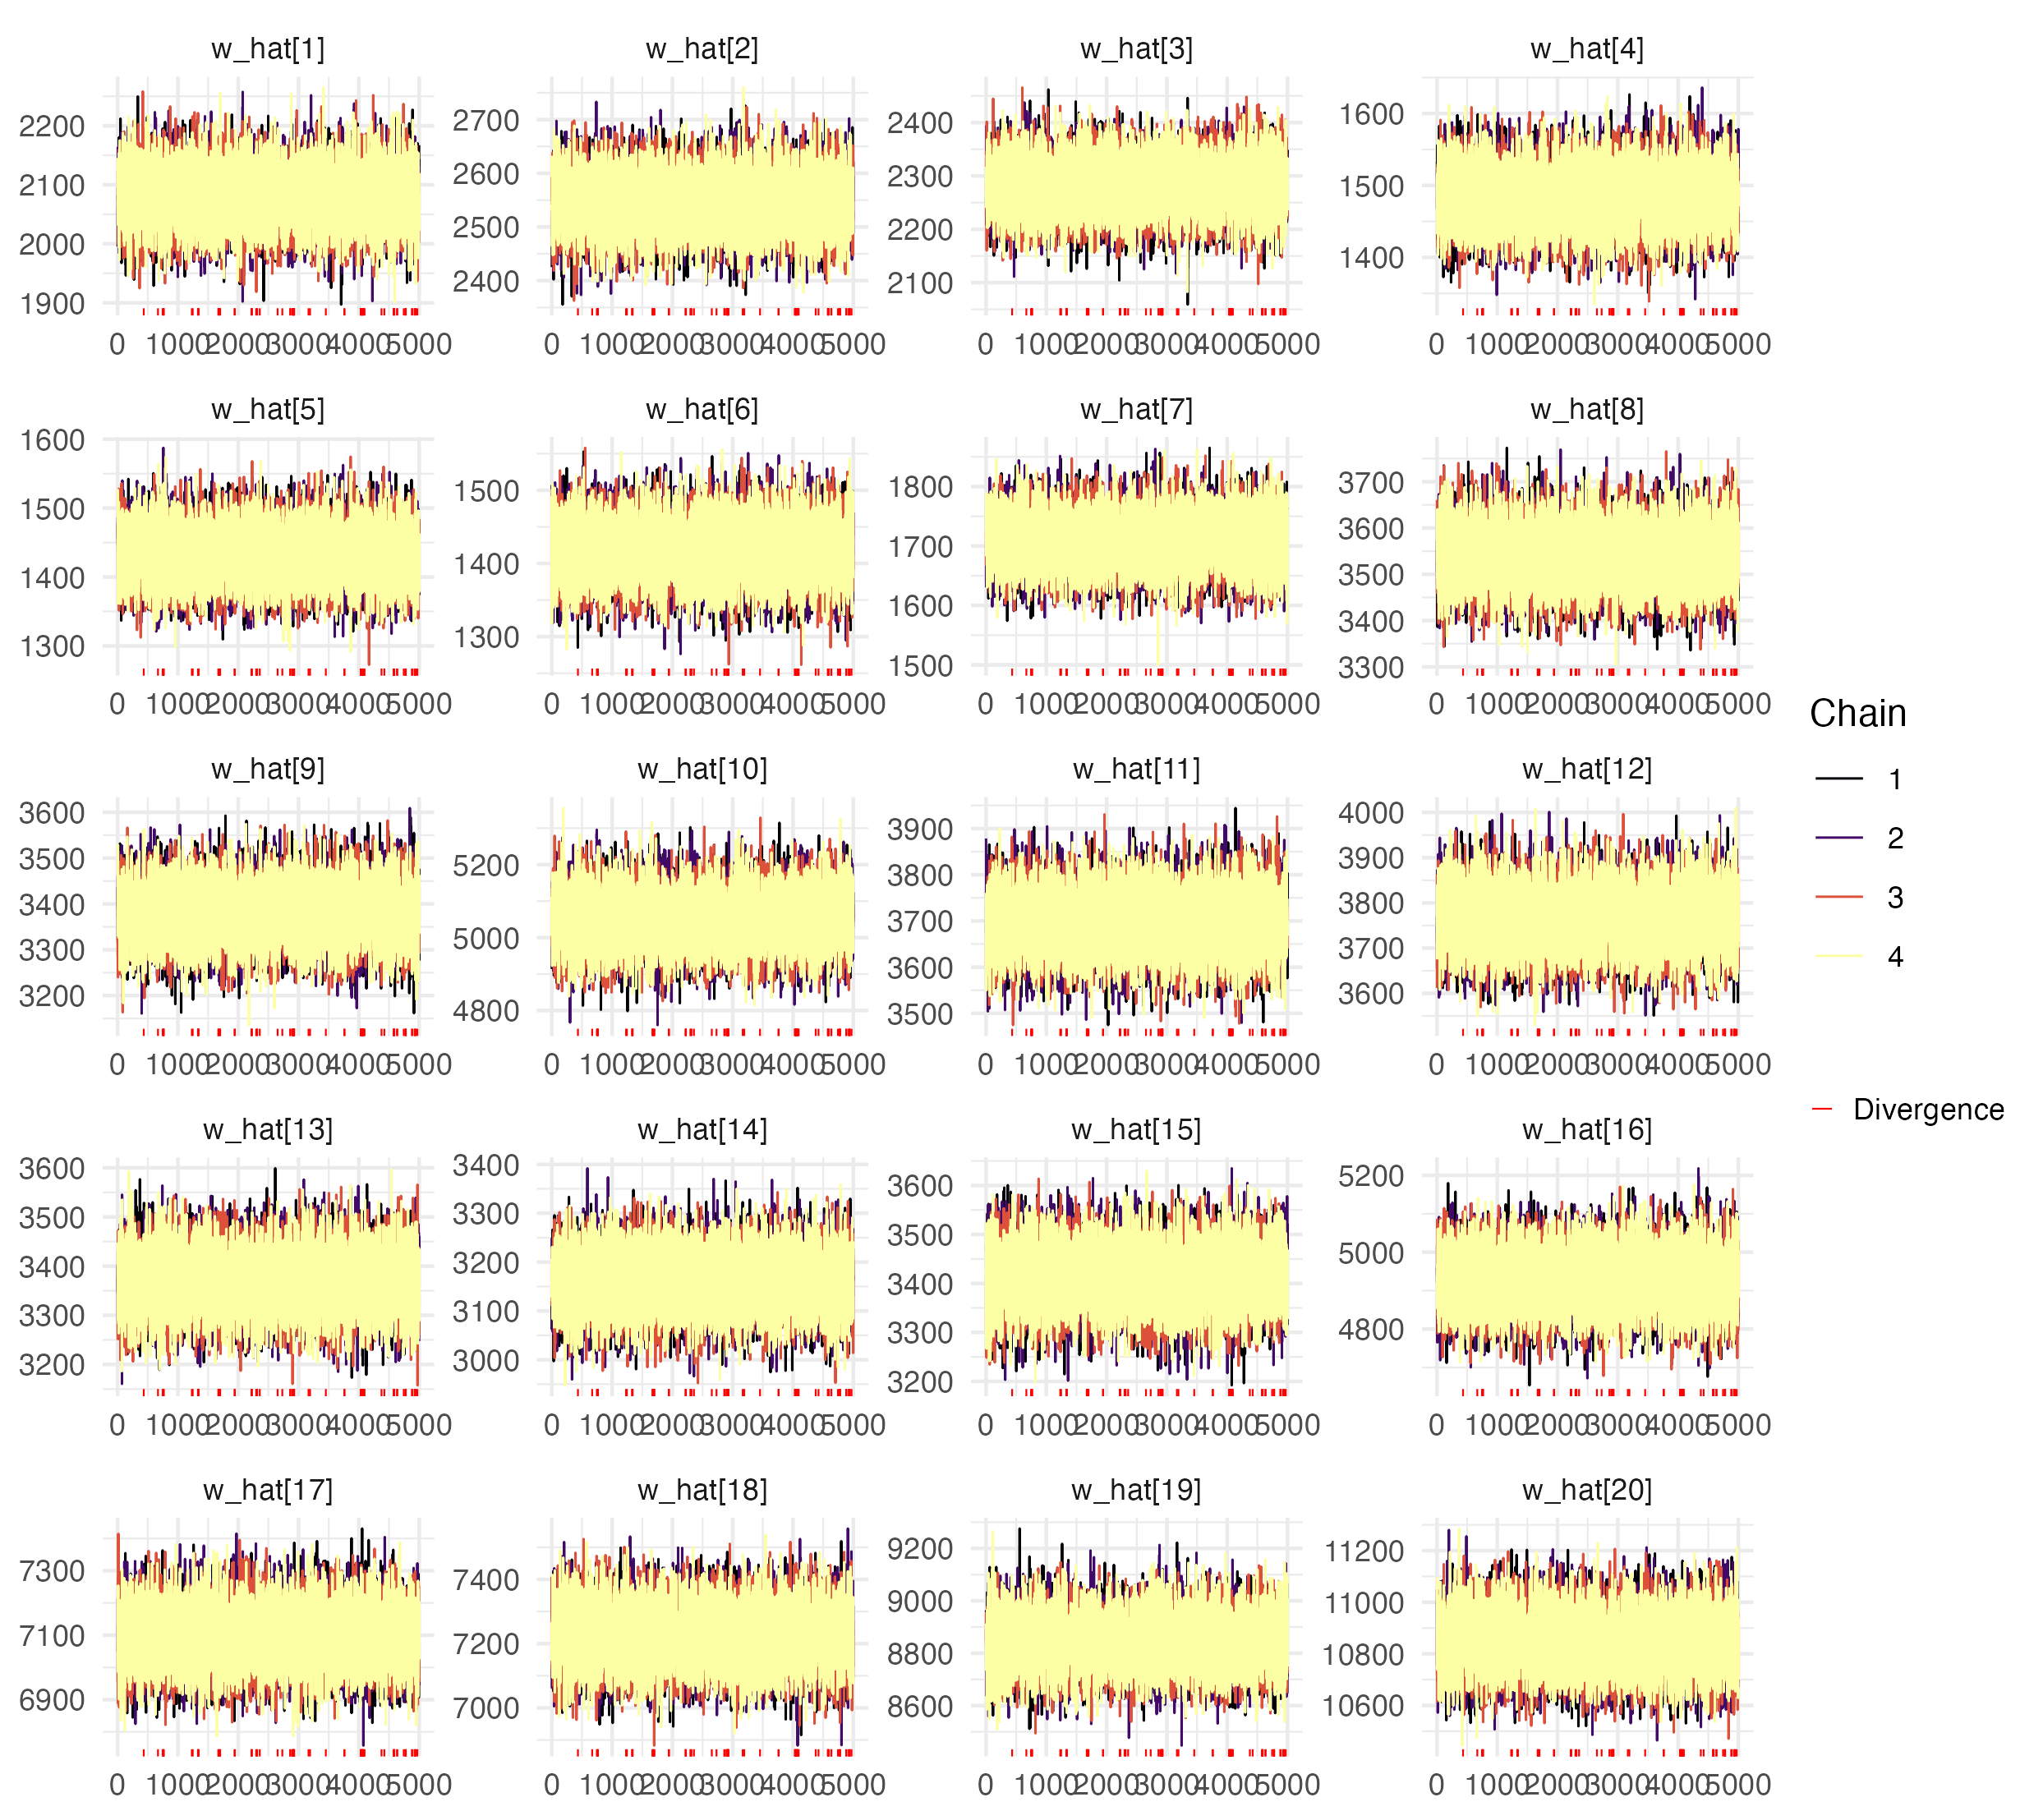 w_hat[1] w_hat[2] w_hat[3] w_hat[4]
2200 2700 2400 1600
2100 2600 2300 1500
2000 2500 2200 1400
1900 2400 2100
0 1000 2000 3000 4000 5000 0 1000 2000 3000 4000 5000 0 1000 2000 3000 4000 5000 0 1000 2000 3000 4000 5000
w_hat[5] w_hat[6] w_hat[7] w_hat[8]
1600 1500 1800 3700
1500 1400 1700 3600
1400 1300 1600 3500
1300 1500 3400
3300
0 1000 2000 3000 4000 5000 0 1000 2000 3000 4000 5000 0 1000 2000 3000 4000 5000 0 1000 2000 3000 4000 5000
Chain
1
2
3
4
Divergence
w_hat[9] w_hat[10] w_hat[11] w_hat[12]
3600 5200 3900 4000
3500 5000 3800 3900
3400 4800 3700 3800
3300 3600 3700
3200 3500 3600
0 1000 2000 3000 4000 5000 0 1000 2000 3000 4000 5000 0 1000 2000 3000 4000 5000 0 1000 2000 3000 4000 5000
w_hat[13] w_hat[14] w_hat[15] w_hat[16]
3600 3400 3600 5200
3500 3300 3500 5000
3400 3200 3400 4800
3300 3100 3300
3200 3000 3200
0 1000 2000 3000 4000 5000 0 1000 2000 3000 4000 5000 0 1000 2000 3000 4000 5000 0 1000 2000 3000 4000 5000
w_hat[17] w_hat[18] w_hat[19] w_hat[20]
7300 7400 9200 11200
7100 7200 9000 11000
6900 7000 8800 10800
8600 10600
0 1000 2000 3000 4000 5000 0 1000 2000 3000 4000 5000 0 1000 2000 3000 4000 5000 0 1000 2000 3000 4000 5000